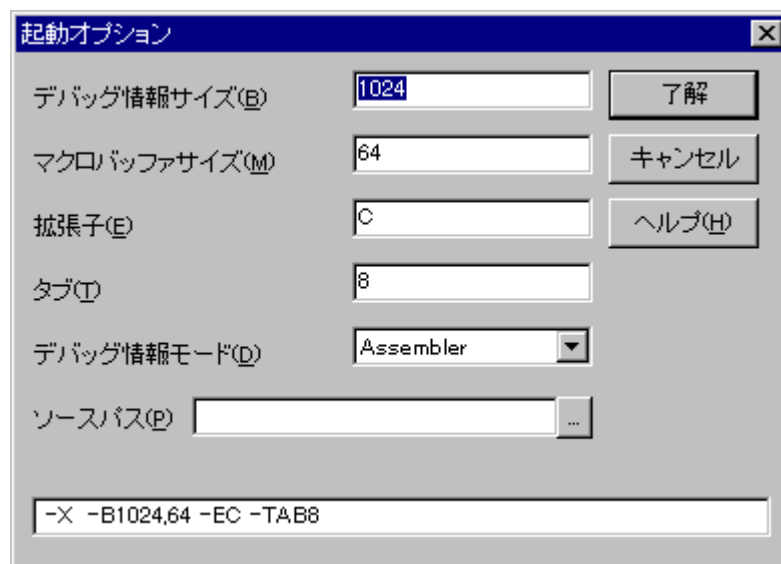 起動オプション
デバッグ情報サイズ(B) 1024 了解
マクロバッファサイズ(M) 64 キャンセル
拡張子(E) C ヘルプ(H)
タブ(T) 8
デバッグ情報モード(D) Assembler
ソースパス(P) ...
-X -B1024,64 -EC -TAB8